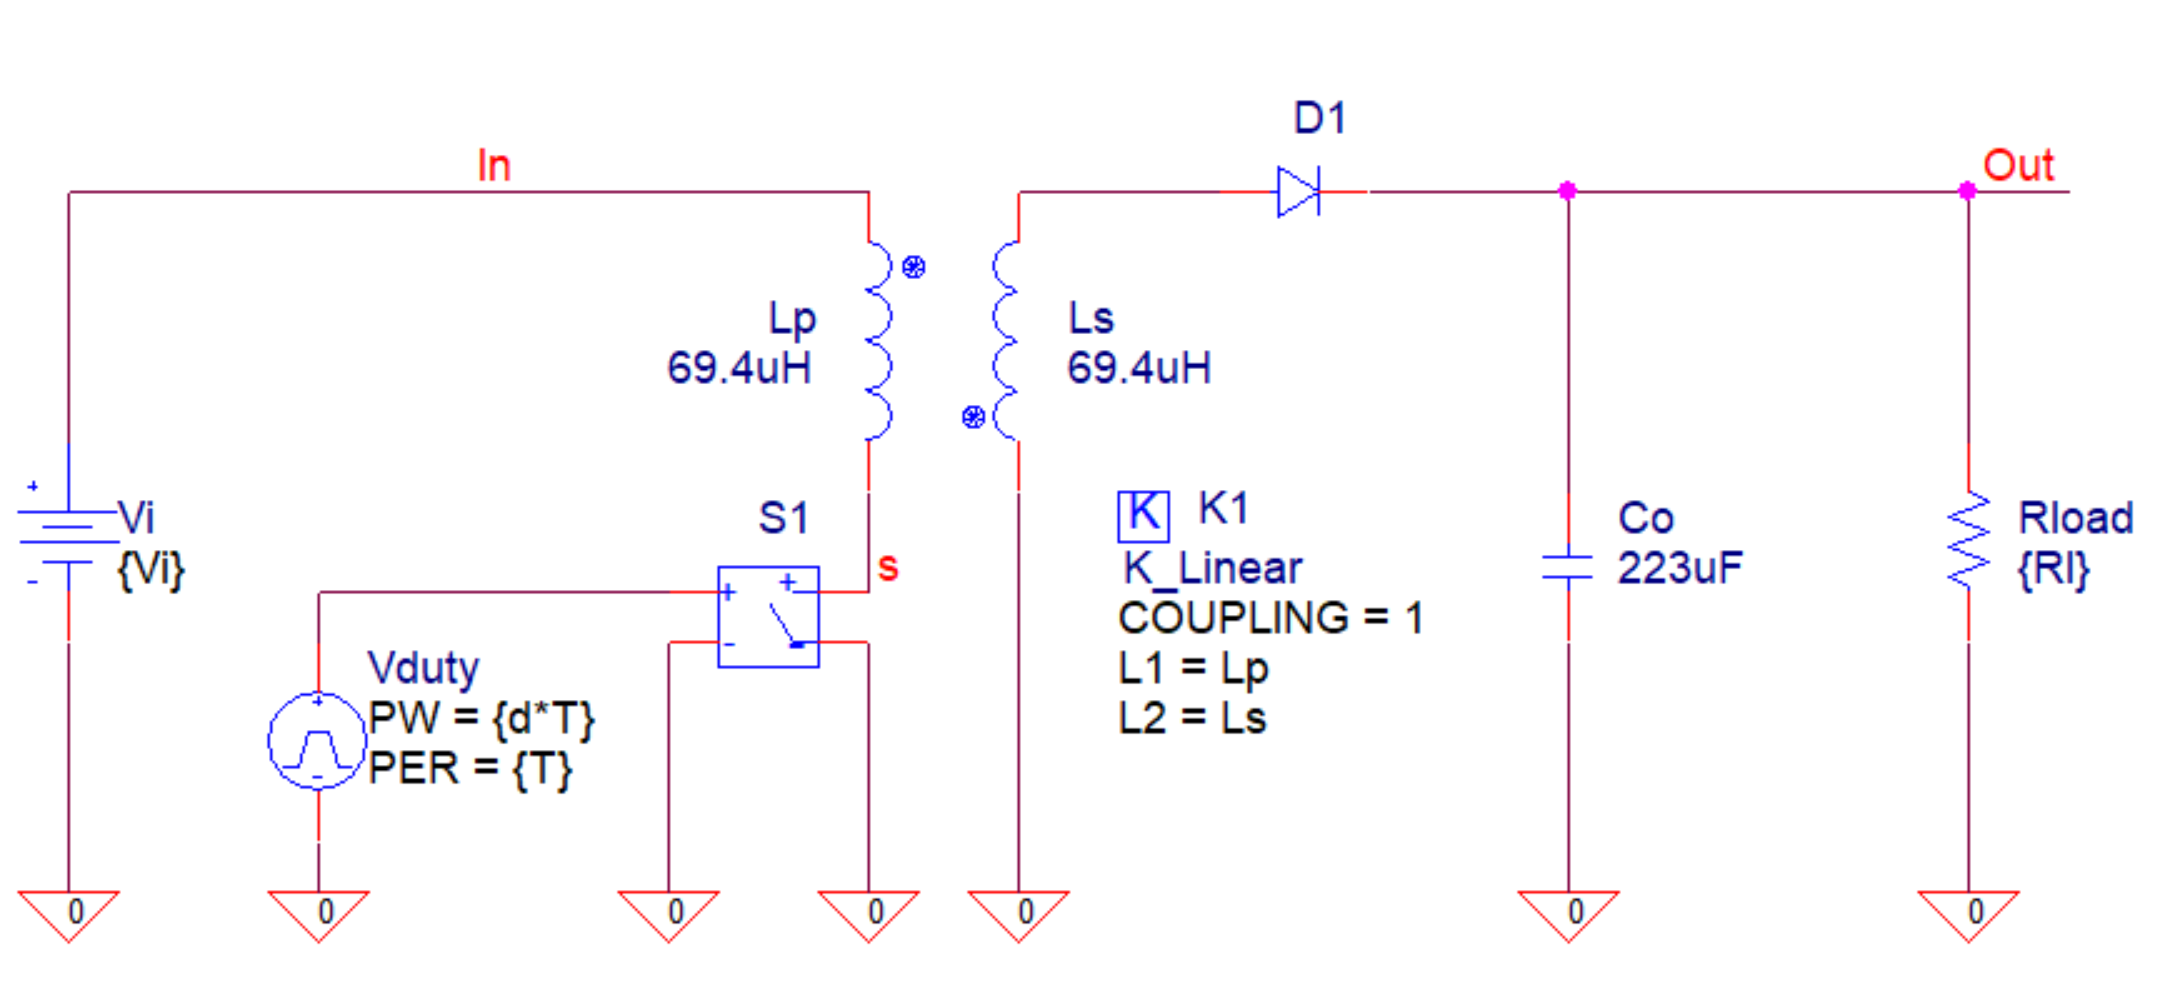 D1
In
Out
Lp
69.4uH
Ls
69.4uH
+
Vi
{Vi}
-
S1
s
+
+
-
-
K
K1
K_Linear
COUPLING = 1
L1 = Lp
L2 = Ls
Co
223uF
Rload
{Rl}
Vduty
PW = {d*T}
PER = {T}
+
-
0
0
0
0
0
0
0